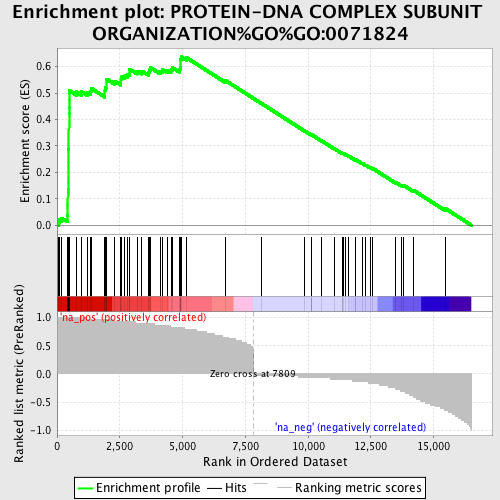 Enrichment plot: PROTEIN-DNA COMPLEX SUBUNIT
ORGANIZATION%GO%GO:0071824
Enrichment score (ES)
0.6
0.5
0.4
0.3
0.2
0.1
0.0
'na_pos' (positively correlated)
Ranked list metric (PreRanked)
1.0
0.5
0.0
-0.5
-1.0
Zero cross at 7809
'na_neg' (negatively correlated)
0
2,500
5,000
7,500
10,000
12,500
15,000
Rank in Ordered Dataset
Enrichment profile
Hits
Ranking metric scores